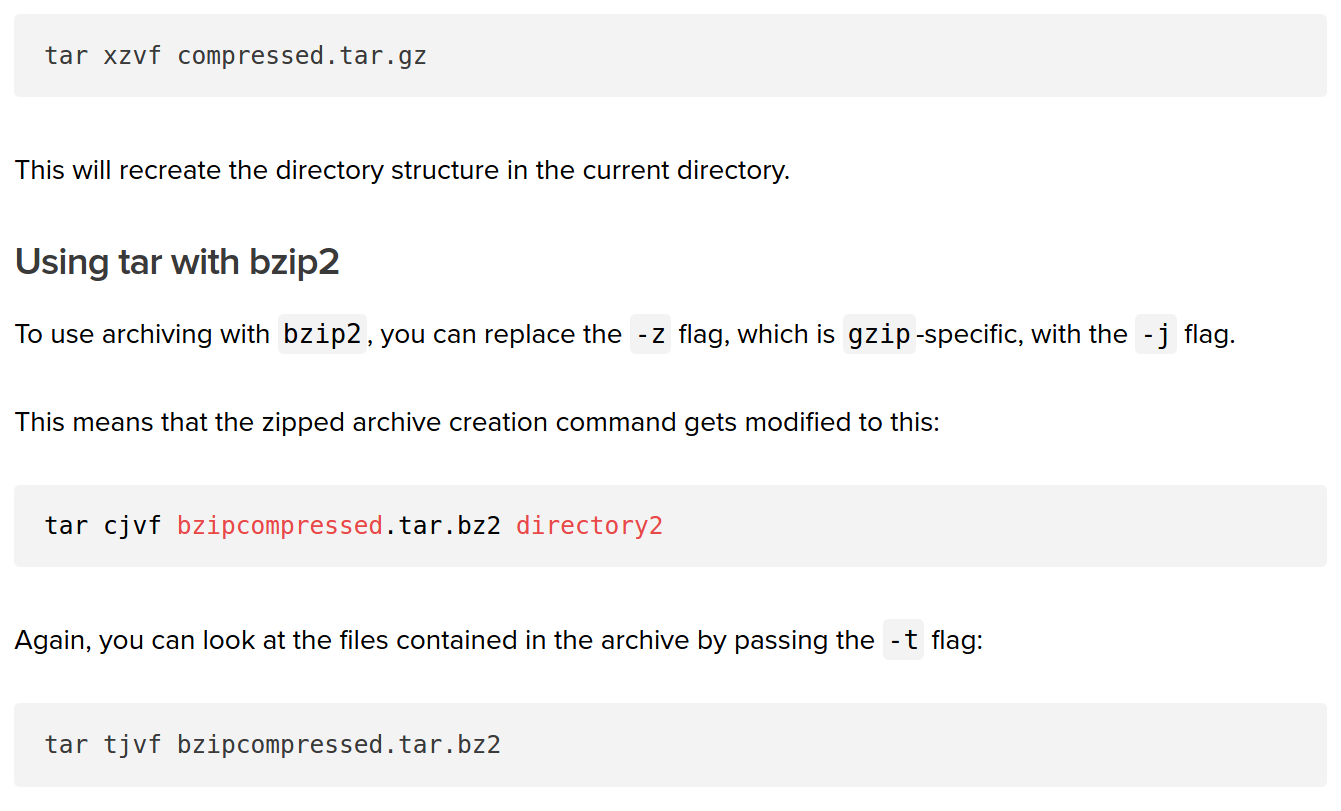 tar xzvf compressed.tar.gz
This will recreate the directory structure in the current directory.
Using tar with bzip2
To use archiving with bzip2, you can replace the -z flag, which is gzip-specific, with the -j flag.
This means that the zipped archive creation command gets modified to this:
tar cjvf bzipcompressed.tar.bz2 directory2
Again, you can look at the files contained in the archive by passing the -t flag:
tar tjvf bzipcompressed.tar.bz2